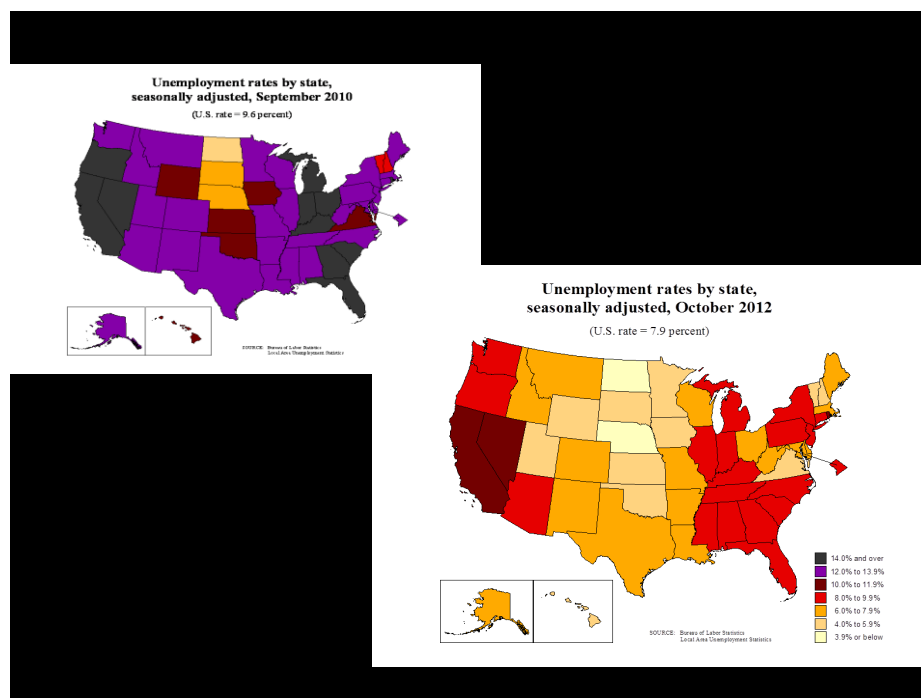 Unemployment rates by state,
seasonally adjusted, September 2010
(U.S. rate = 9.6 percent)
SOURCE: Bureau of Labor Statistics
Local Area Unemployment Statistics
Unemployment rates by state,
seasonally adjusted, October 2012
(U.S. rate = 7.9 percent)
14.0% and over
12.0% to 13.9%
10.0% to 11.9%
8.0% to 9.9%
6.0% to 7.9%
4.0% to 5.9%
3.9% or below
SOURCE: Bureau of Labor Statistics
Local Area Unemployment Statistics